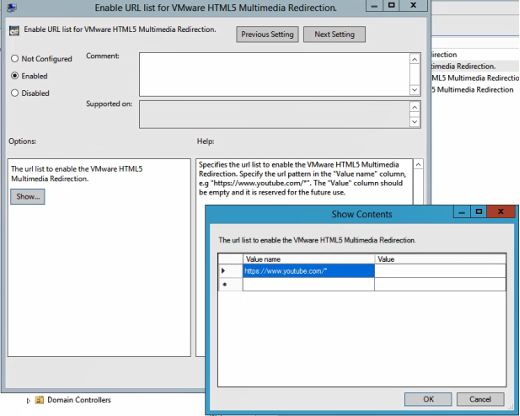 Enable URL list for VMware HTML5 Multimedia Redirection.
Enable URL list for VMware HTML5 Multimedia Redirection.
Previous Setting
Next Setting
Not Configured
Enabled
Disabled
Comment:
Supported on:
Options:
Help:
The url list to enable the VMware HTML5
Multimedia Redirection.
Show...
Specifies the url list to enable the VMware HTML5 Multimedia
Redirection. Specify the url pattern in the "Value name" column,
e.g "https://www.youtube.com/*". The "Value" column should
be empty and it is reserved for the future use.
Multimedia Redirection
5 Multimedia Redirection
Show Contents
The url list to enable the VMware HTML5 Multimedia Redirection.
Value name
Value
https://www.youtube.com/*
OK
Cancel
Domain Controllers